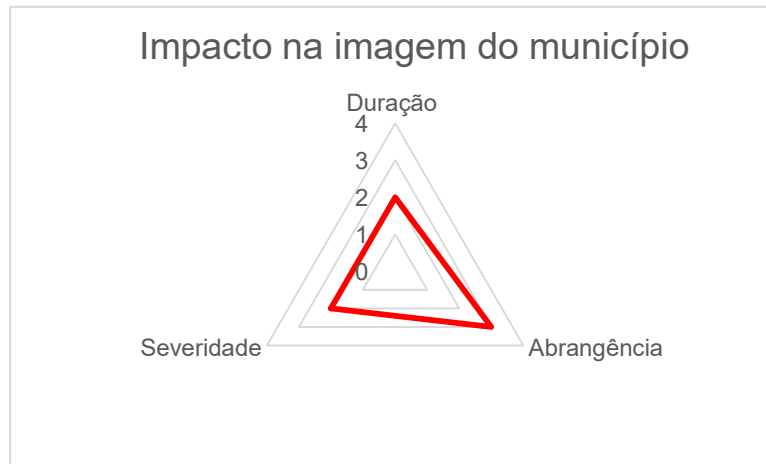 Impacto na imagem do município
Duração
4
3
2
1
0
Severidade
Abrangência